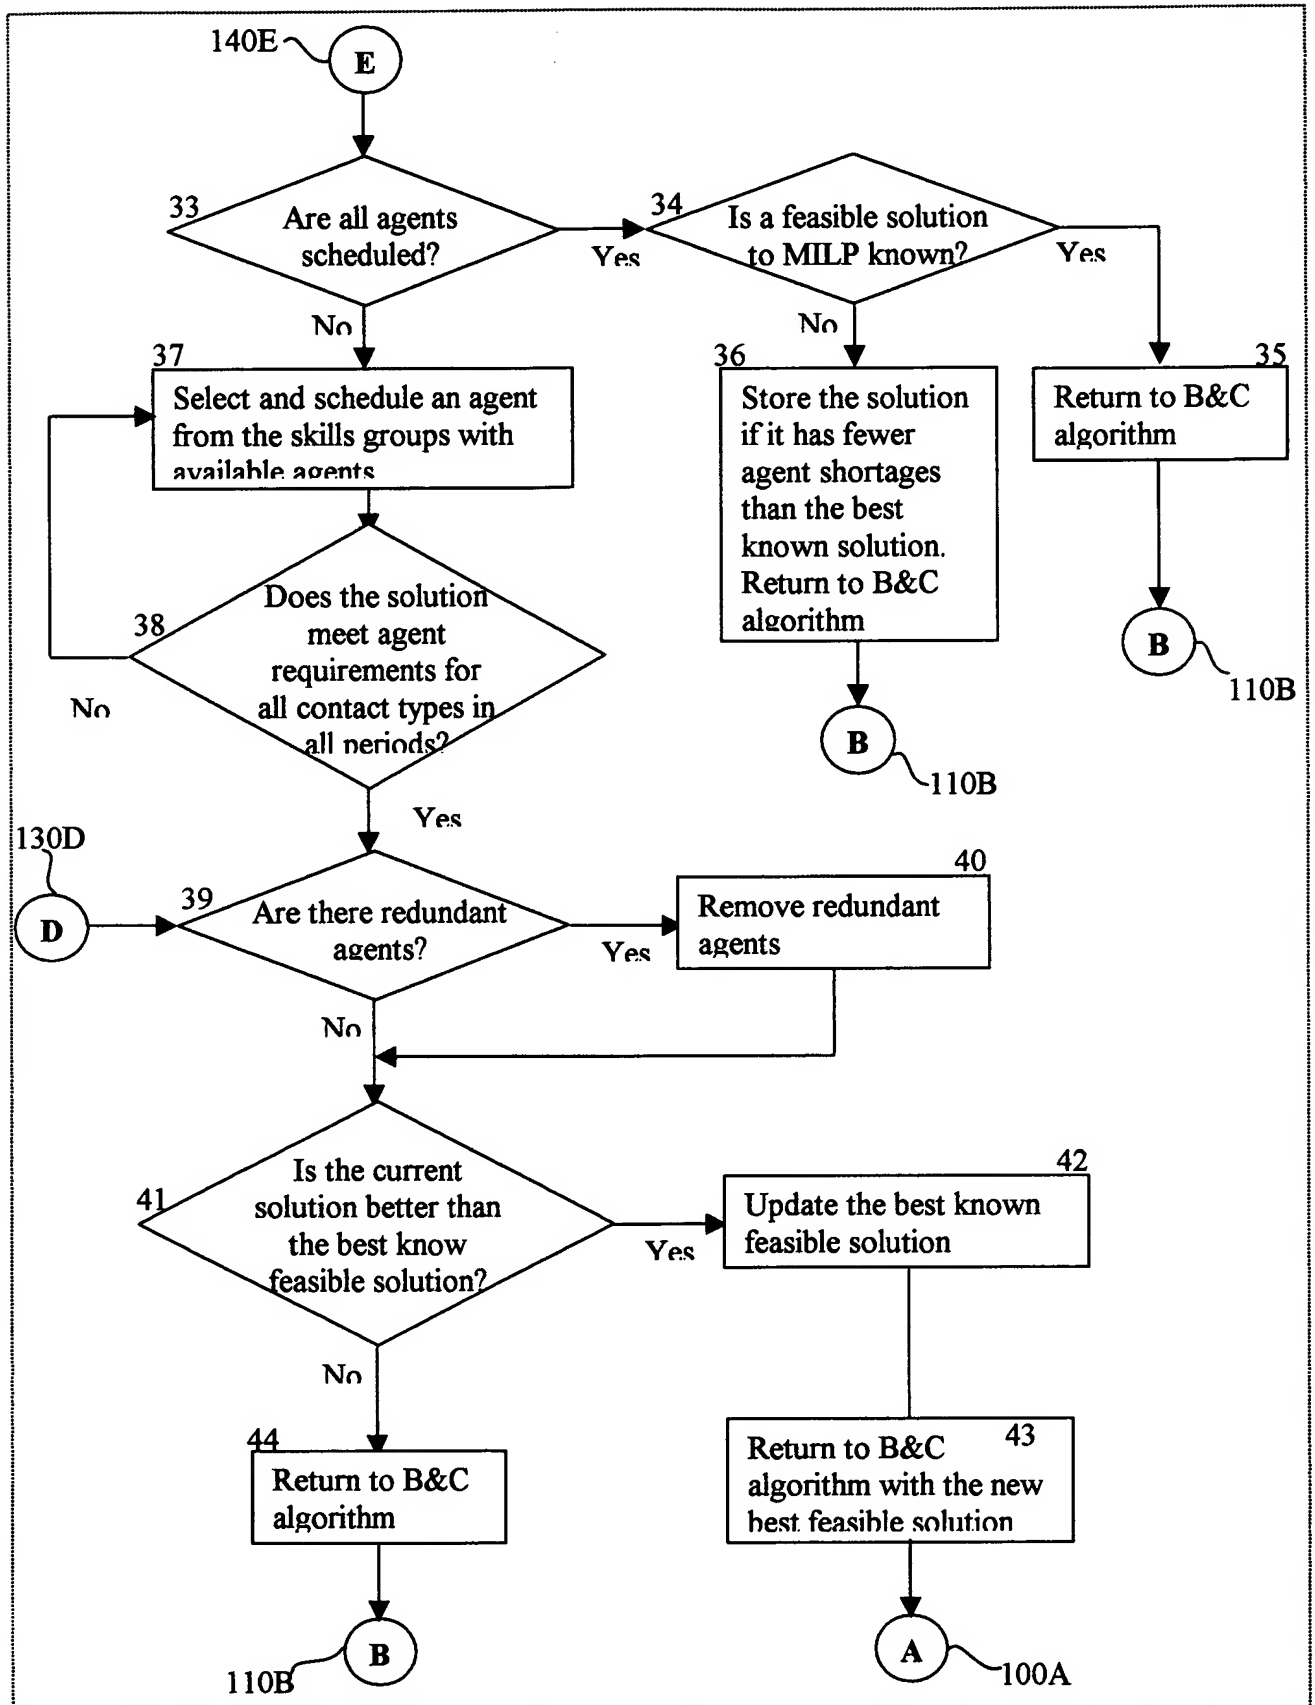 140E
E
33
Are all agents
scheduled?
Yes
34
Is a feasible solution
to MILP known?
Yes
No
No
37
Select and schedule an agent
from the skills groups with
available agents
36
Store the solution
if it has fewer
agent shortages
than the best
known solution.
Return to B&C
algorithm
35
Return to B&C
algorithm
B
110B
B
110B
38
Does the solution
meet agent
requirements for
all contact types in
all periods?
No
Yes
130D
D
39
Are there redundant
agents?
Yes
40
Remove redundant
agents
No
41
Is the current
solution better than
the best know
feasible solution?
Yes
42
Update the best known
feasible solution
No
44
Return to B&C
algorithm
43
Return to B&C
algorithm with the new
best feasible solution
B
110B
A
100A